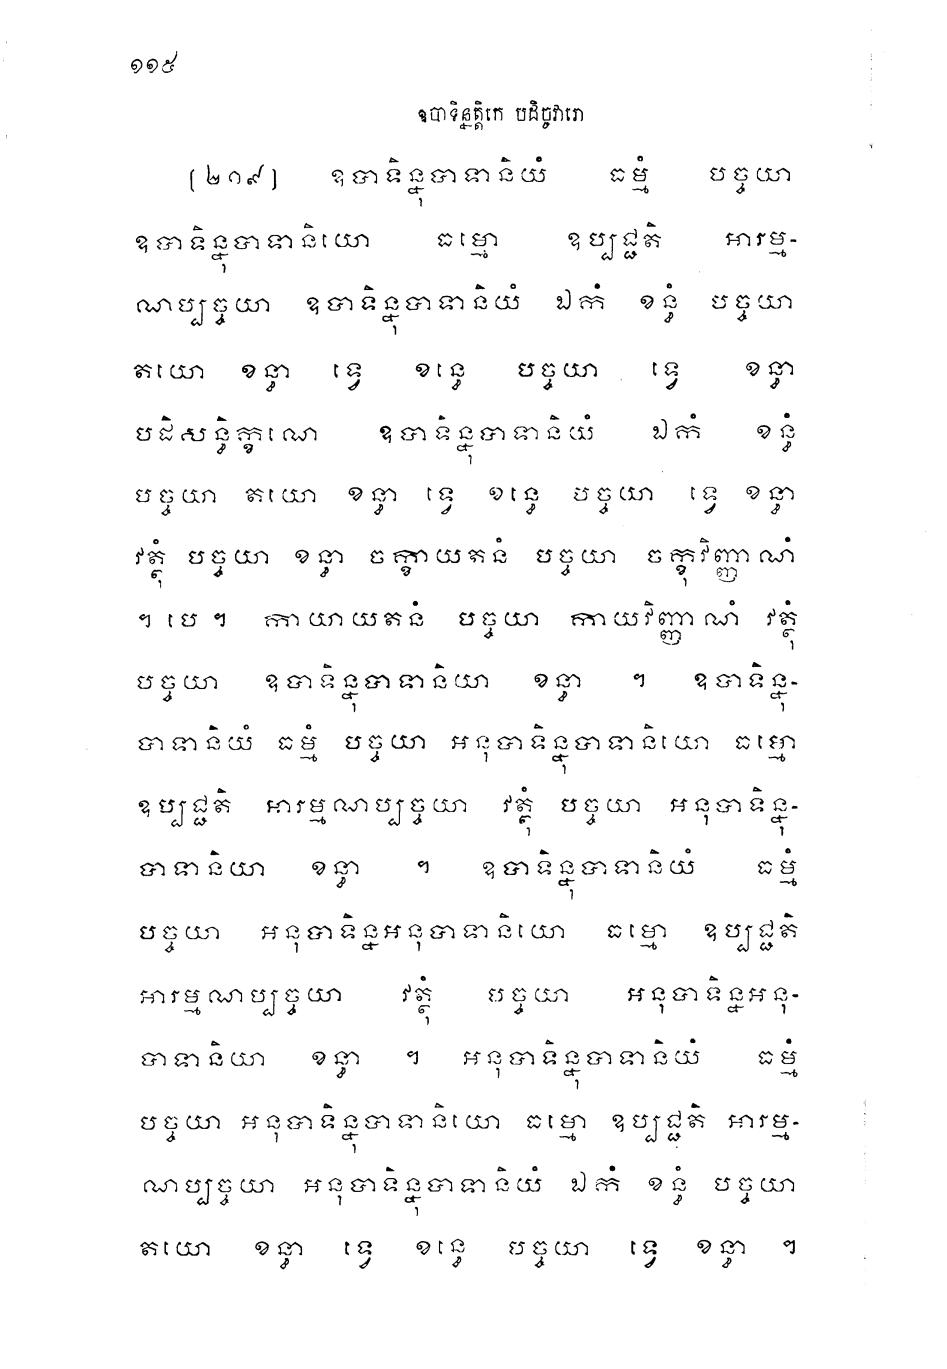 ១១៥
ឧបាទិន្នត្តិកេ បដិច្ចវារោ
[២១៩] ឧបាទិន្នុបាទានិយំ ធម្មំ បច្ចយា
ឧបាទិន្នុបាទានិយោ ធម្មោ ឧប្បជ្ជតិ អារម្ម-
ណប្បច្ចយា ឧបាទិន្នុបាទានិយំ ឯកំ ខន្ធំ បច្ចយា
តយោ ខន្ធា ទ្វេ ខន្ធេ បច្ចយា ទ្វេ ខន្ធា
បដិសន្ធិក្ខណេ ឧបាទិន្នុបាទានិយំ ឯកំ ខន្ធំ
បច្ចយា តយោ ខន្ធា ទ្វេ ខន្ធេ បច្ចយា ទ្វេ ខន្ធា
វត្ថុំ បច្ចយា ខន្ធា ចក្ខាយតនំ បច្ចយា ចក្ខុវិញ្ញាណំ
។ បេ ។ កាយាយតនំ បច្ចយា កាយវិញ្ញាណំ វត្ថុំ
បច្ចយា ឧបាទិន្នុបាទានិយា ខន្ធា ។ ឧបាទិន្នុ-
បាទានិយំ ធម្មំ បច្ចយា អនុបាទិន្នុបាទានិយោ ធម្មោ
ឧប្បជ្ជតិ អារម្មណប្បច្ចយា វត្ថុំ បច្ចយា អនុបាទិន្នុ-
បាទានិយា ខន្ធា ។ ឧបាទិន្នុបាទានិយំ ធម្មំ
បច្ចយា អនុបាទិន្នអនុបាទានិយោ ធម្មោ ឧប្បជ្ជតិ
អារម្មណប្បច្ចយា វត្ថុំ បច្ចយា អនុបាទិន្នអនុ-
បាទានិយា ខន្ធា ។ អនុបាទិន្នុបាទានិយំ ធម្មំ
បច្ចយា អនុបាទិន្នុបាទានិយោ ធម្មោ ឧប្បជ្ជតិ អារម្ម-
ណប្បច្ចយា អនុបាទិន្នុបាទានិយំ ឯកំ ខន្ធំ បច្ចយា
តយោ ខន្ធា ទ្វេ ខន្ធេ បច្ចយា ទ្វេ ខន្ធា ។